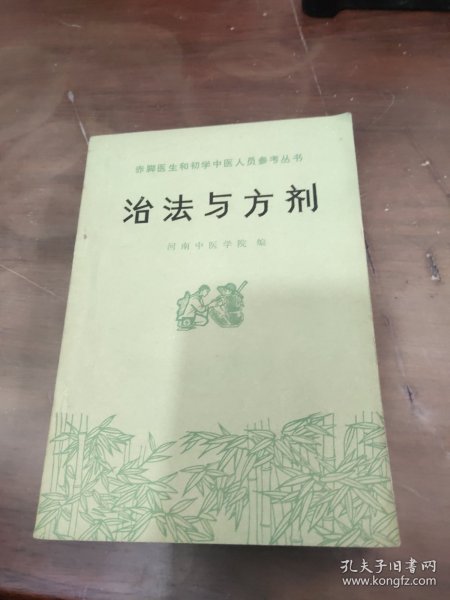 赤脚医生和初学中医人员参考丛书
治法与方剂
河南中医学院 编
孔夫子旧书网
www.kongfz.com